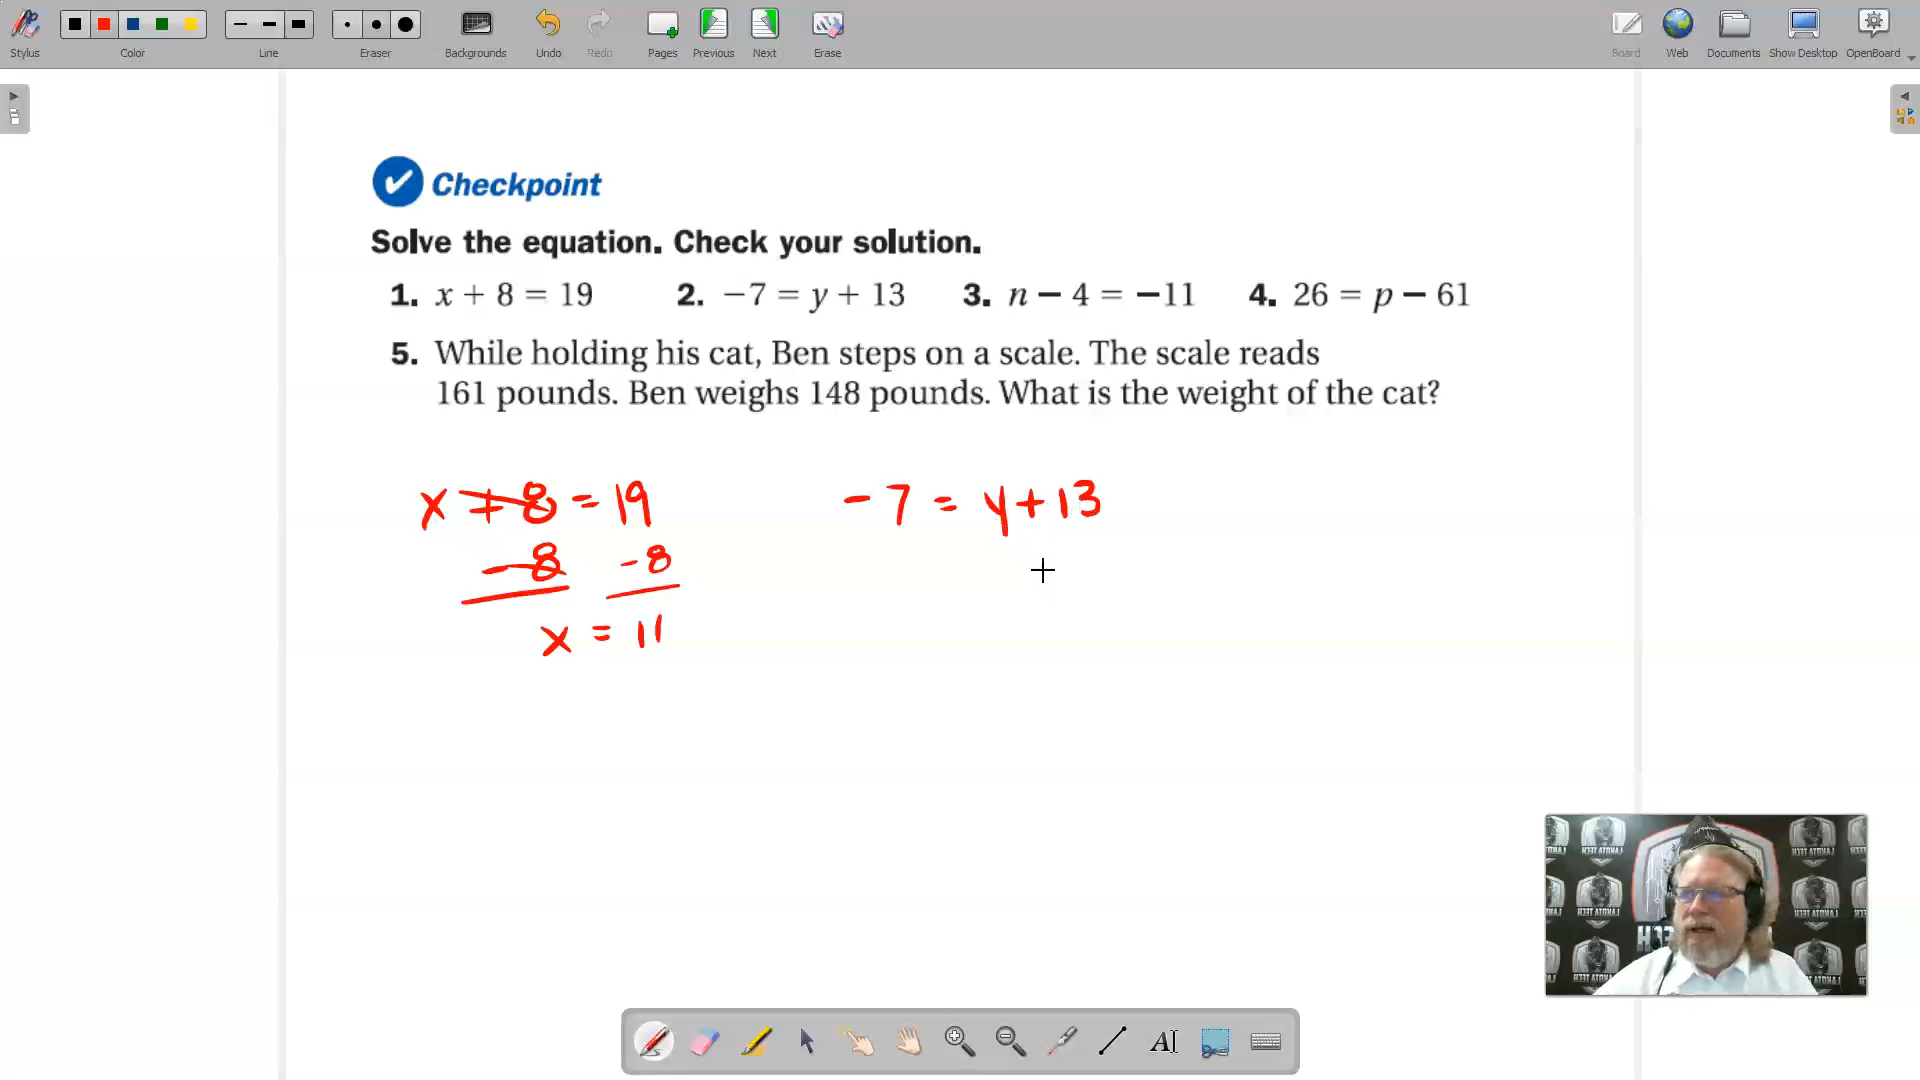 Stylus Color Line Eraser Backgrounds Undo Redo Pages Previous Next Erase Board Web Documents Show Desktop OpenBoard
Checkpoint
Solve the equation. Check your solution.
1. x + 8 = 19 2. −7 = y + 13 3. n − 4 = −11 4. 26 = p − 61
5. While holding his cat, Ben steps on a scale. The scale reads
161 pounds. Ben weighs 148 pounds. What is the weight of the cat?
x + 8 = 19 -7 = y + 13
-8 -8
x = 11
LAKOTA TECH
AI